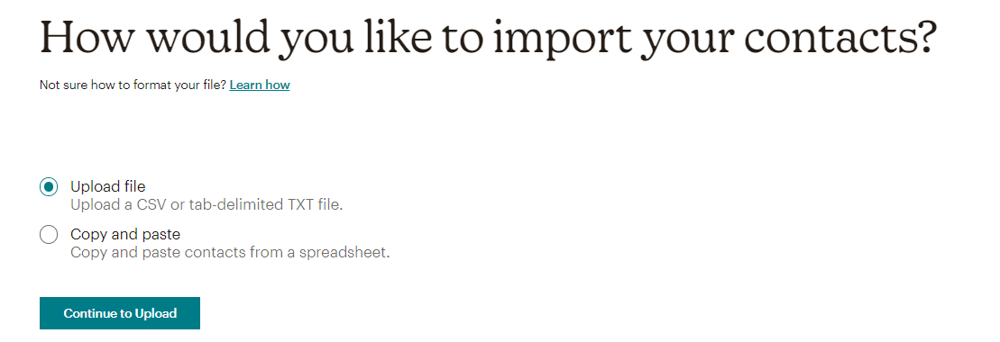 How would you like to import your contacts?
Not sure how to format your file? Learn how
Upload file
Upload a CSV or tab-delimited TXT file.
Copy and paste
Copy and paste contacts from a spreadsheet.
Continue to Upload